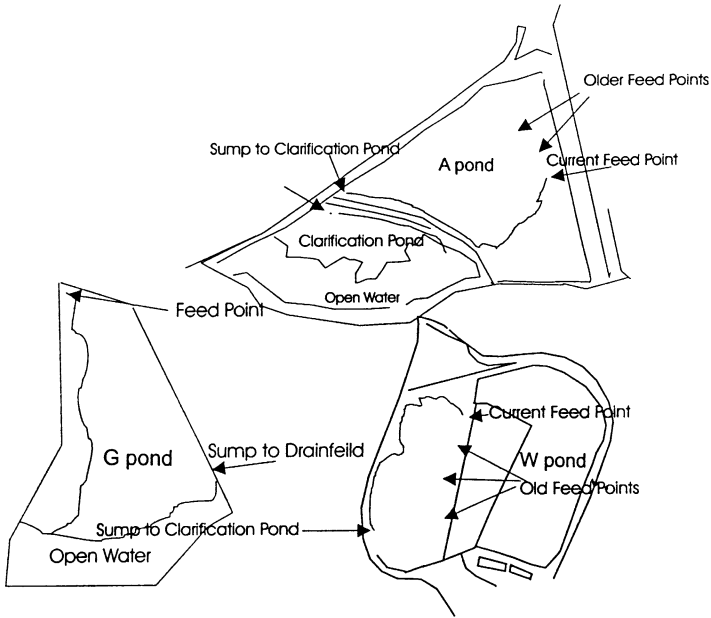 Older Feed Points
Sump to Clarification Pond
A pond
Current Feed Point
Clarification Pond
Open Water
Feed Point
Current Feed Point
G pond
Sump to Drainfeild
W pond
Old Feed Points
Sump to Clarification Pond
Open Water